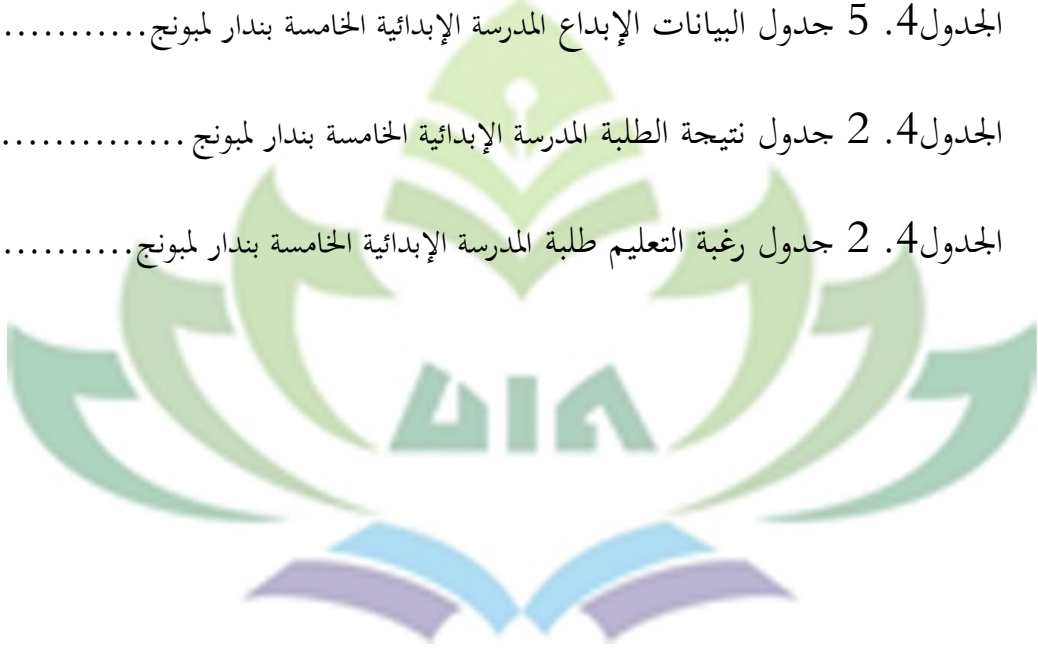 الجدول4. 5 جدول البيانات الإبداع المدرسة الإبدائية الخامسة بندار لمبونج...........
الجدول4. 2 جدول نتيجة الطلبة المدرسة الإبدائية الخامسة بندار لمبونج ..............
الجدول4. 2 جدول رغبة التعليم طلبة المدرسة الإبدائية الخامسة بندار لمبونج..........